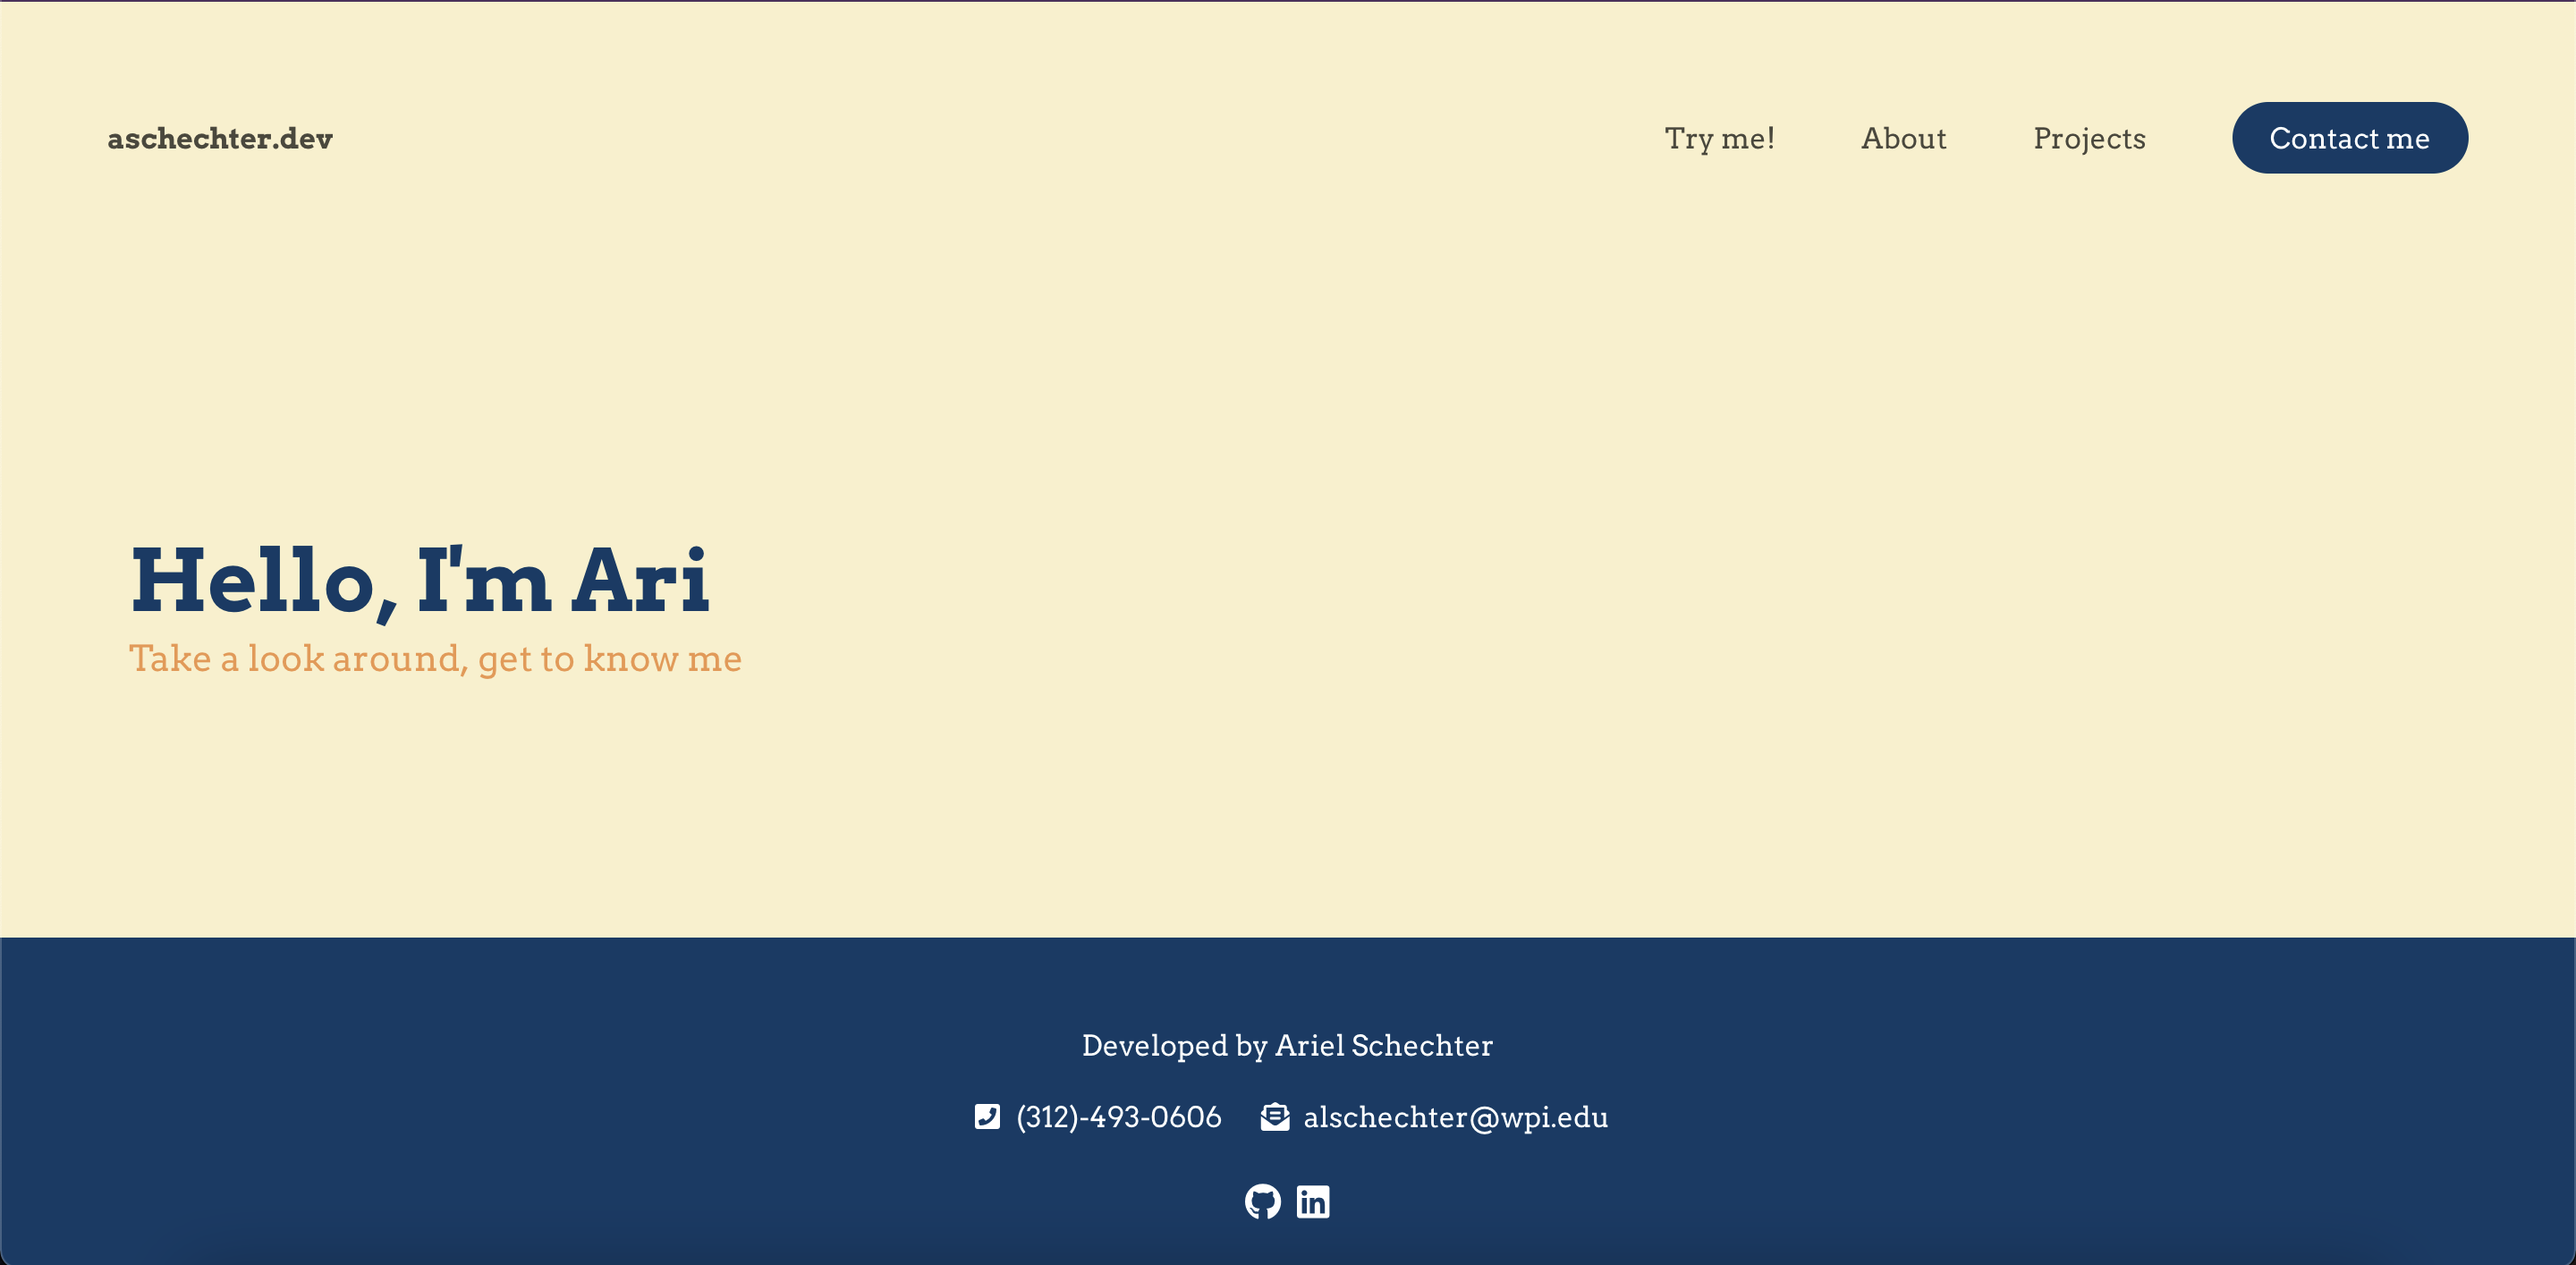 aschechter.dev
Try me!
About
Projects
Contact me
Hello, I'm Ari
Take a look around, get to know me
Developed by Ariel Schechter
(312)-493-0606 alschechter@wpi.edu